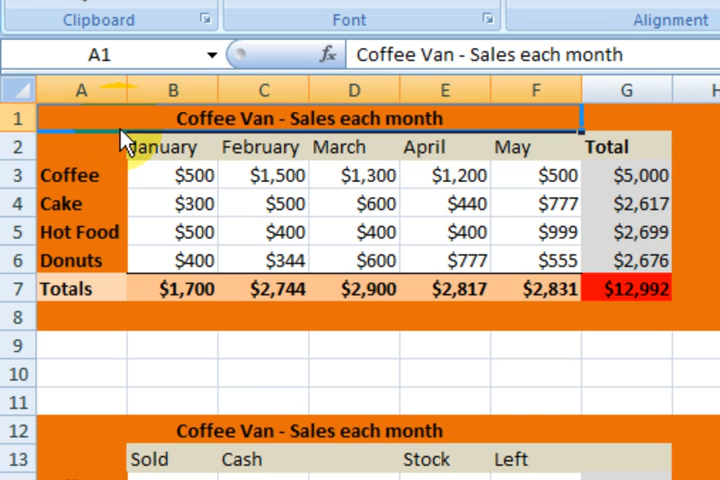 Clipboard Font Alignment
A1 fx Coffee Van - Sales each month
A B C D E F G H
1 Coffee Van - Sales each month
2 January February March April May Total
3 Coffee $500 $1,500 $1,300 $1,200 $500 $5,000
4 Cake $300 $500 $600 $440 $777 $2,617
5 Hot Food $500 $400 $400 $400 $999 $2,699
6 Donuts $400 $344 $600 $777 $555 $2,676
7 Totals $1,700 $2,744 $2,900 $2,817 $2,831 $12,992
8
9
10
11
12 Coffee Van - Sales each month
13 Sold Cash Stock Left